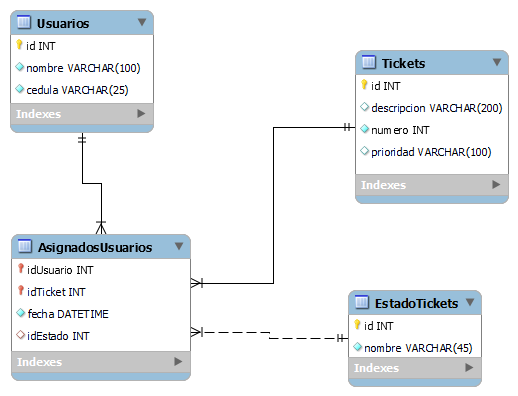 Usuarios
id INT
nombre VARCHAR(100)
cedula VARCHAR(25)
Indexes
Tickets
id INT
descripcion VARCHAR(200)
numero INT
prioridad VARCHAR(100)
Indexes
AsignadosUsuarios
idUsuario INT
idTicket INT
fecha DATETIME
idEstado INT
Indexes
EstadoTickets
id INT
nombre VARCHAR(45)
Indexes